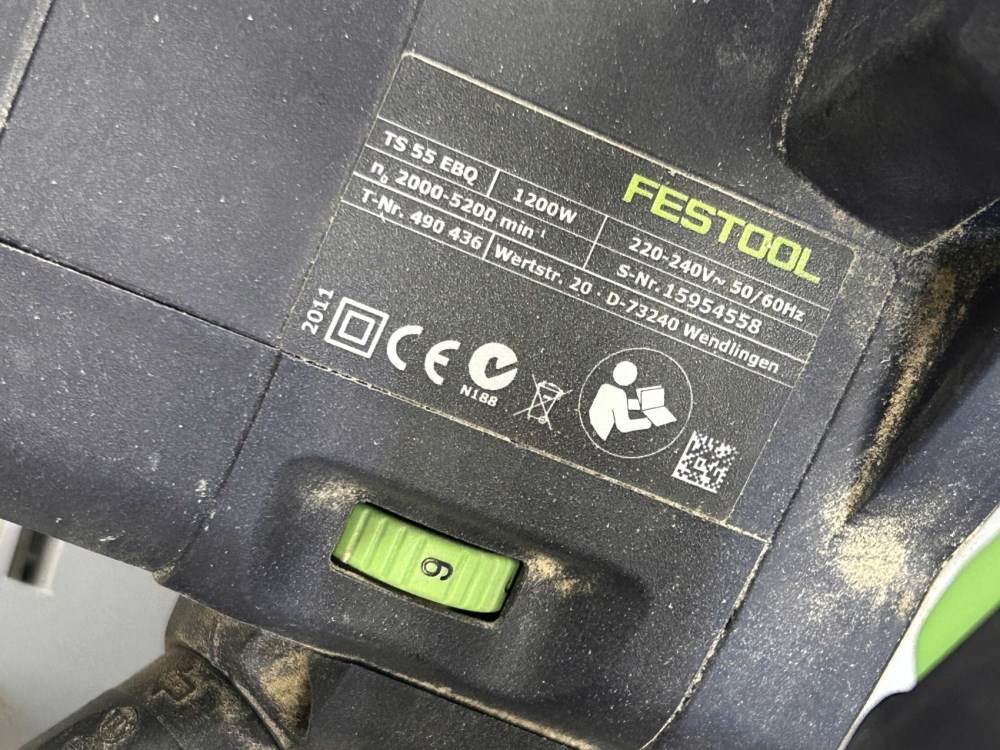 FESTOOL
TS 55 EBQ 1200W 220-240V~ 50/60Hz
n₀ 2000-5200 min⁻¹ S-Nr. 15954558
T-Nr. 490 436 Wertstr. 20 · D-73240 Wendlingen
2011
CE
N188
6